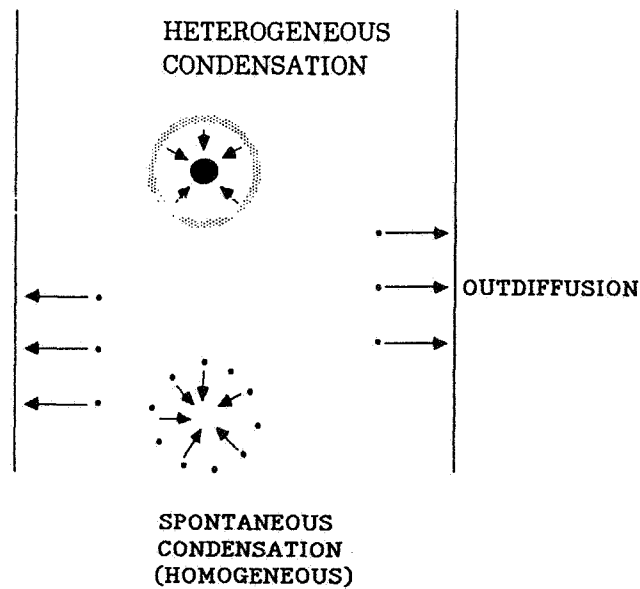 HETEROGENEOUS
CONDENSATION
OUTDIFFUSION
SPONTANEOUS
CONDENSATION
(HOMOGENEOUS)